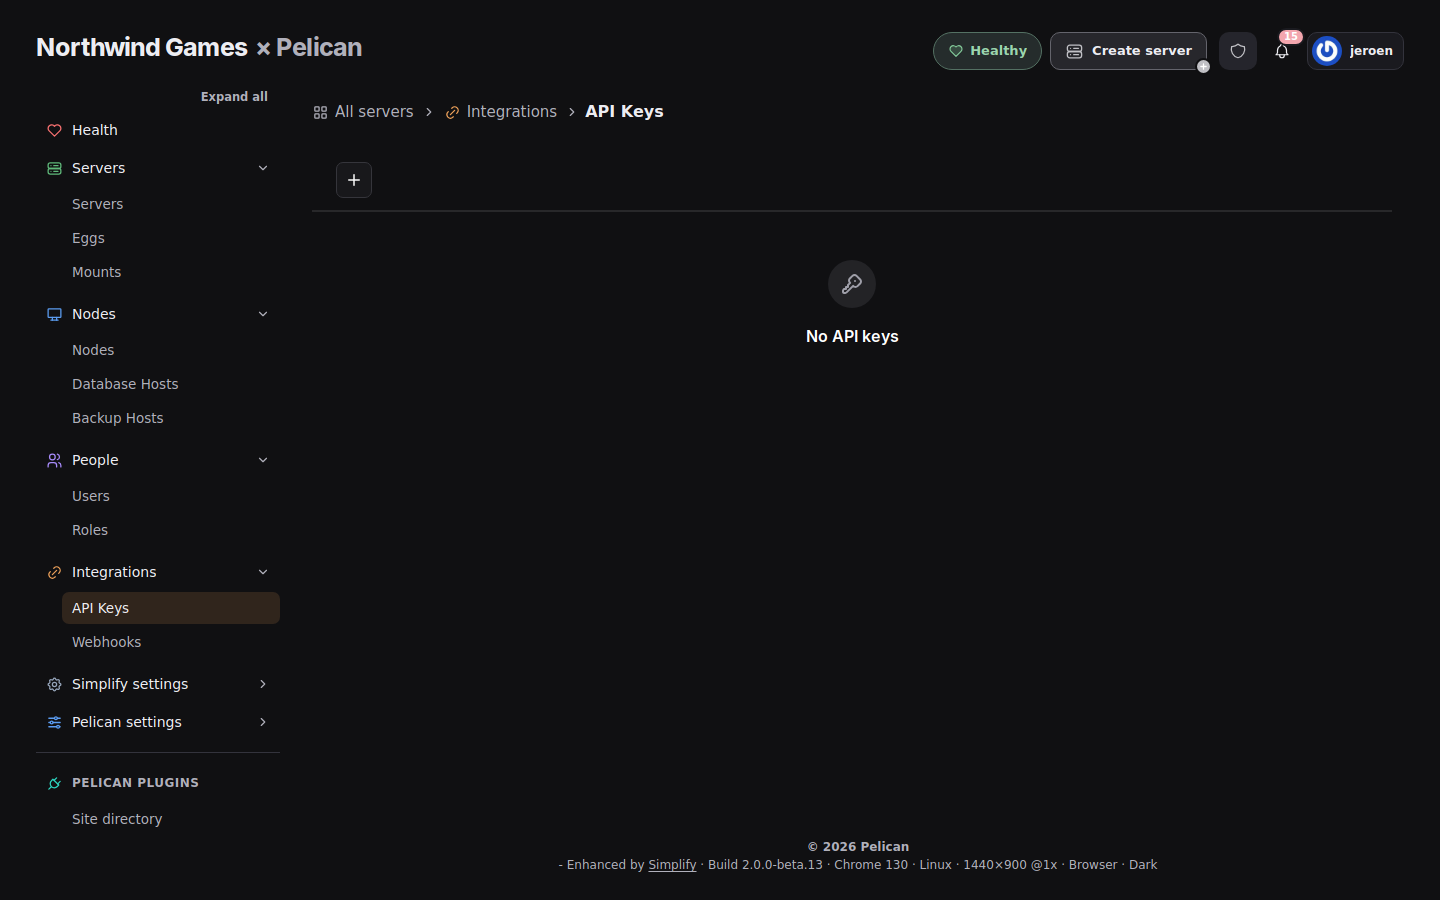 Northwind Games × Pelican
Healthy
Create server
15
jeroen
Expand all
Health
Servers
Servers
Eggs
Mounts
Nodes
Nodes
Database Hosts
Backup Hosts
People
Users
Roles
Integrations
API Keys
Webhooks
Simplify settings
Pelican settings
PELICAN PLUGINS
Site directory
All servers > Integrations > API Keys
No API keys
© 2026 Pelican
- Enhanced by Simplify · Build 2.0.0-beta.13 · Chrome 130 · Linux · 1440×900 @1x · Browser · Dark